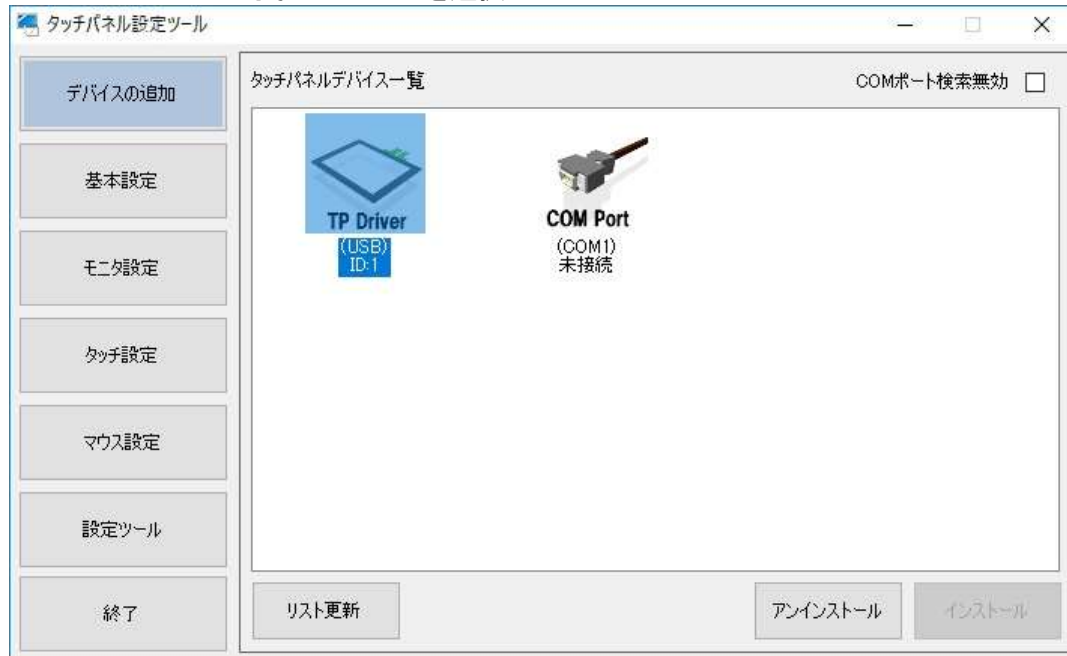 タッチパネル設定ツール
デバイスの追加
基本設定
モニタ設定
タッチ設定
マウス設定
設定ツール
終了
タッチパネルデバイス一覧
COMポート検索無効
TP Driver
(USB)
ID:1
COM Port
(COM1)
未接続
リスト更新
アンインストール
インストール